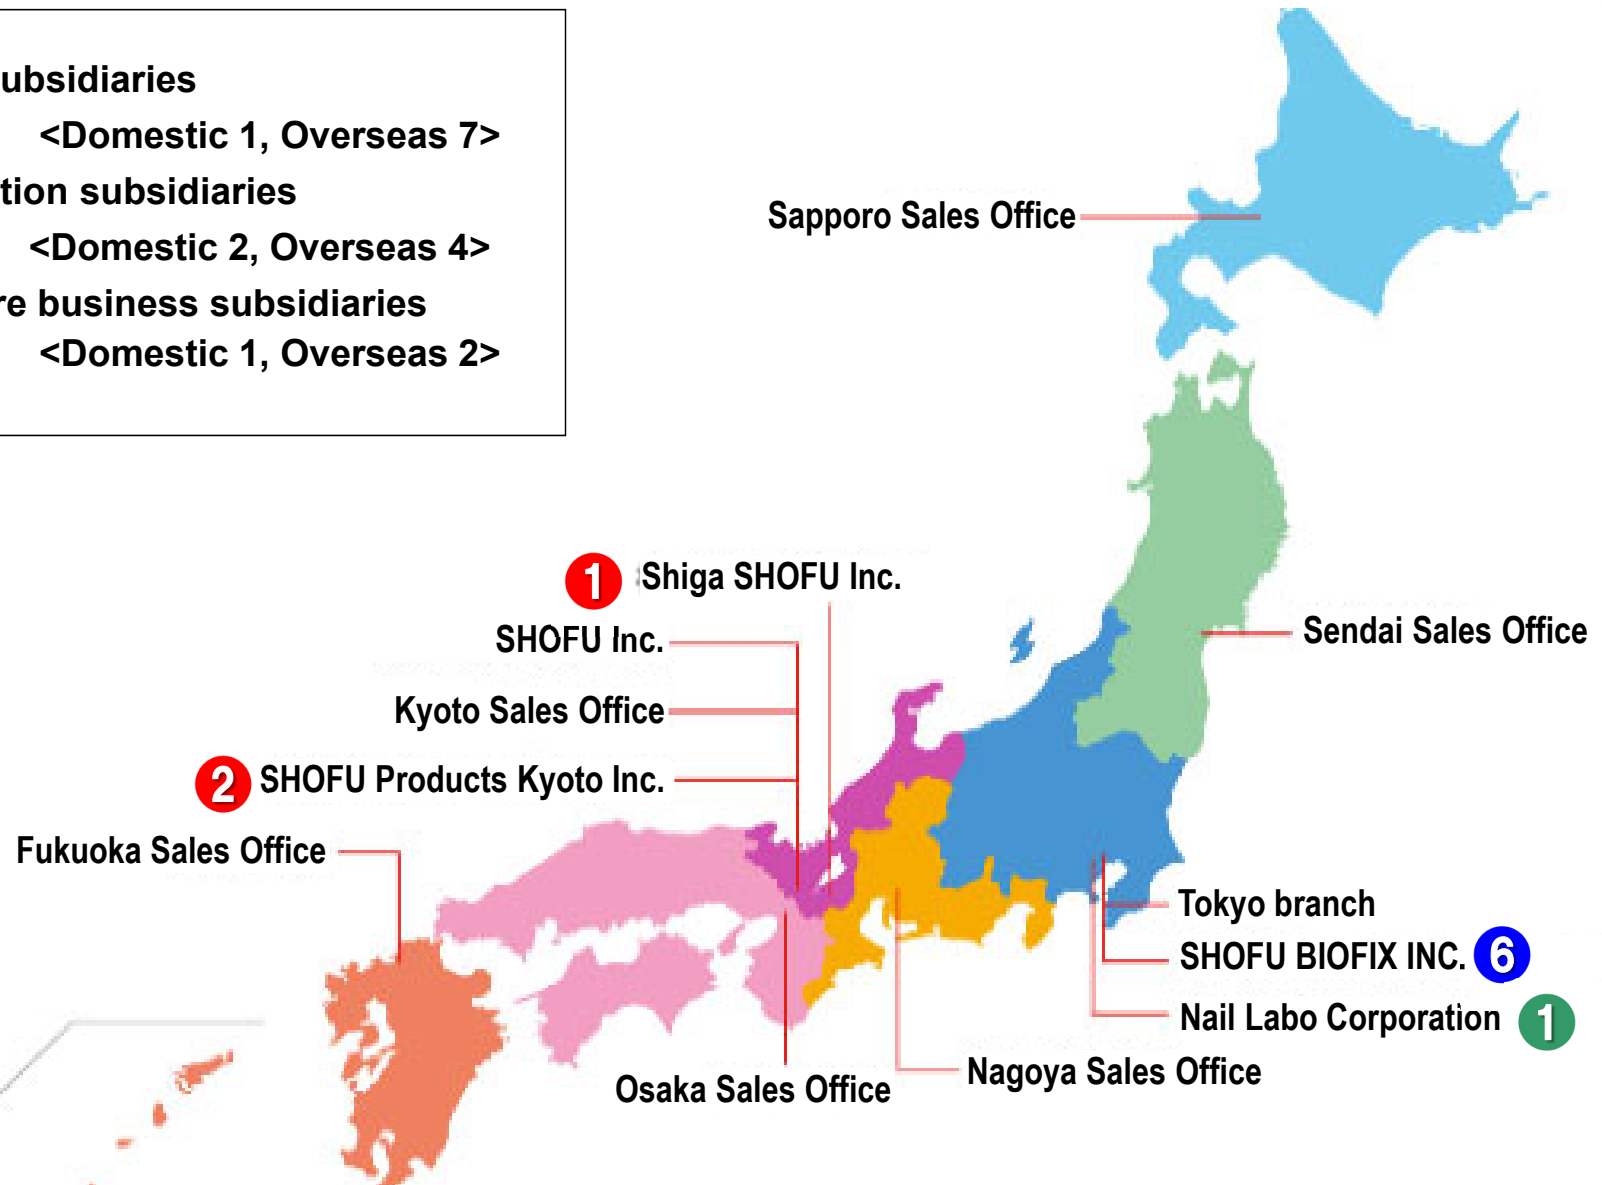 ubsidiaries
<Domestic 1, Overseas 7>
tion subsidiaries
<Domestic 2, Overseas 4>
re business subsidiaries
<Domestic 1, Overseas 2>
Sapporo Sales Office
1 Shiga SHOFU Inc.
SHOFU Inc.
Sendai Sales Office
Kyoto Sales Office
2 SHOFU Products Kyoto Inc.
Fukuoka Sales Office
Tokyo branch
SHOFU BIOFIX INC. 6
Nail Labo Corporation 1
Nagoya Sales Office
Osaka Sales Office